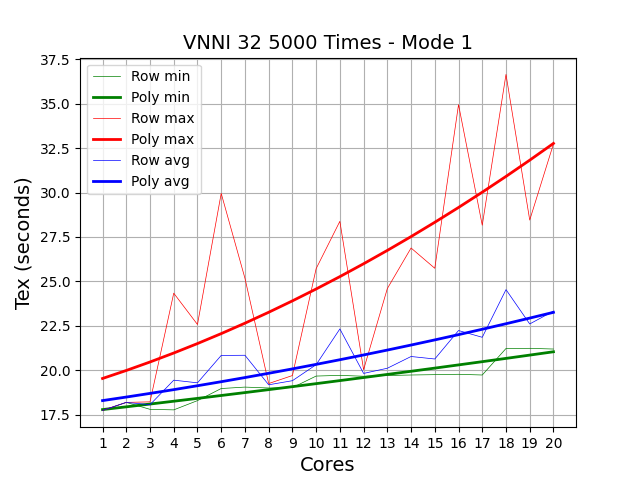 VNNI 32 5000 Times - Mode 1
37.5
35.0
32.5
30.0
27.5
25.0
22.5
20.0
17.5
Tex (seconds)
Row min
Poly min
Row max
Poly max
Row avg
Poly avg
1 2 3 4 5 6 7 8 9 10 11 12 13 14 15 16 17 18 19 20
Cores